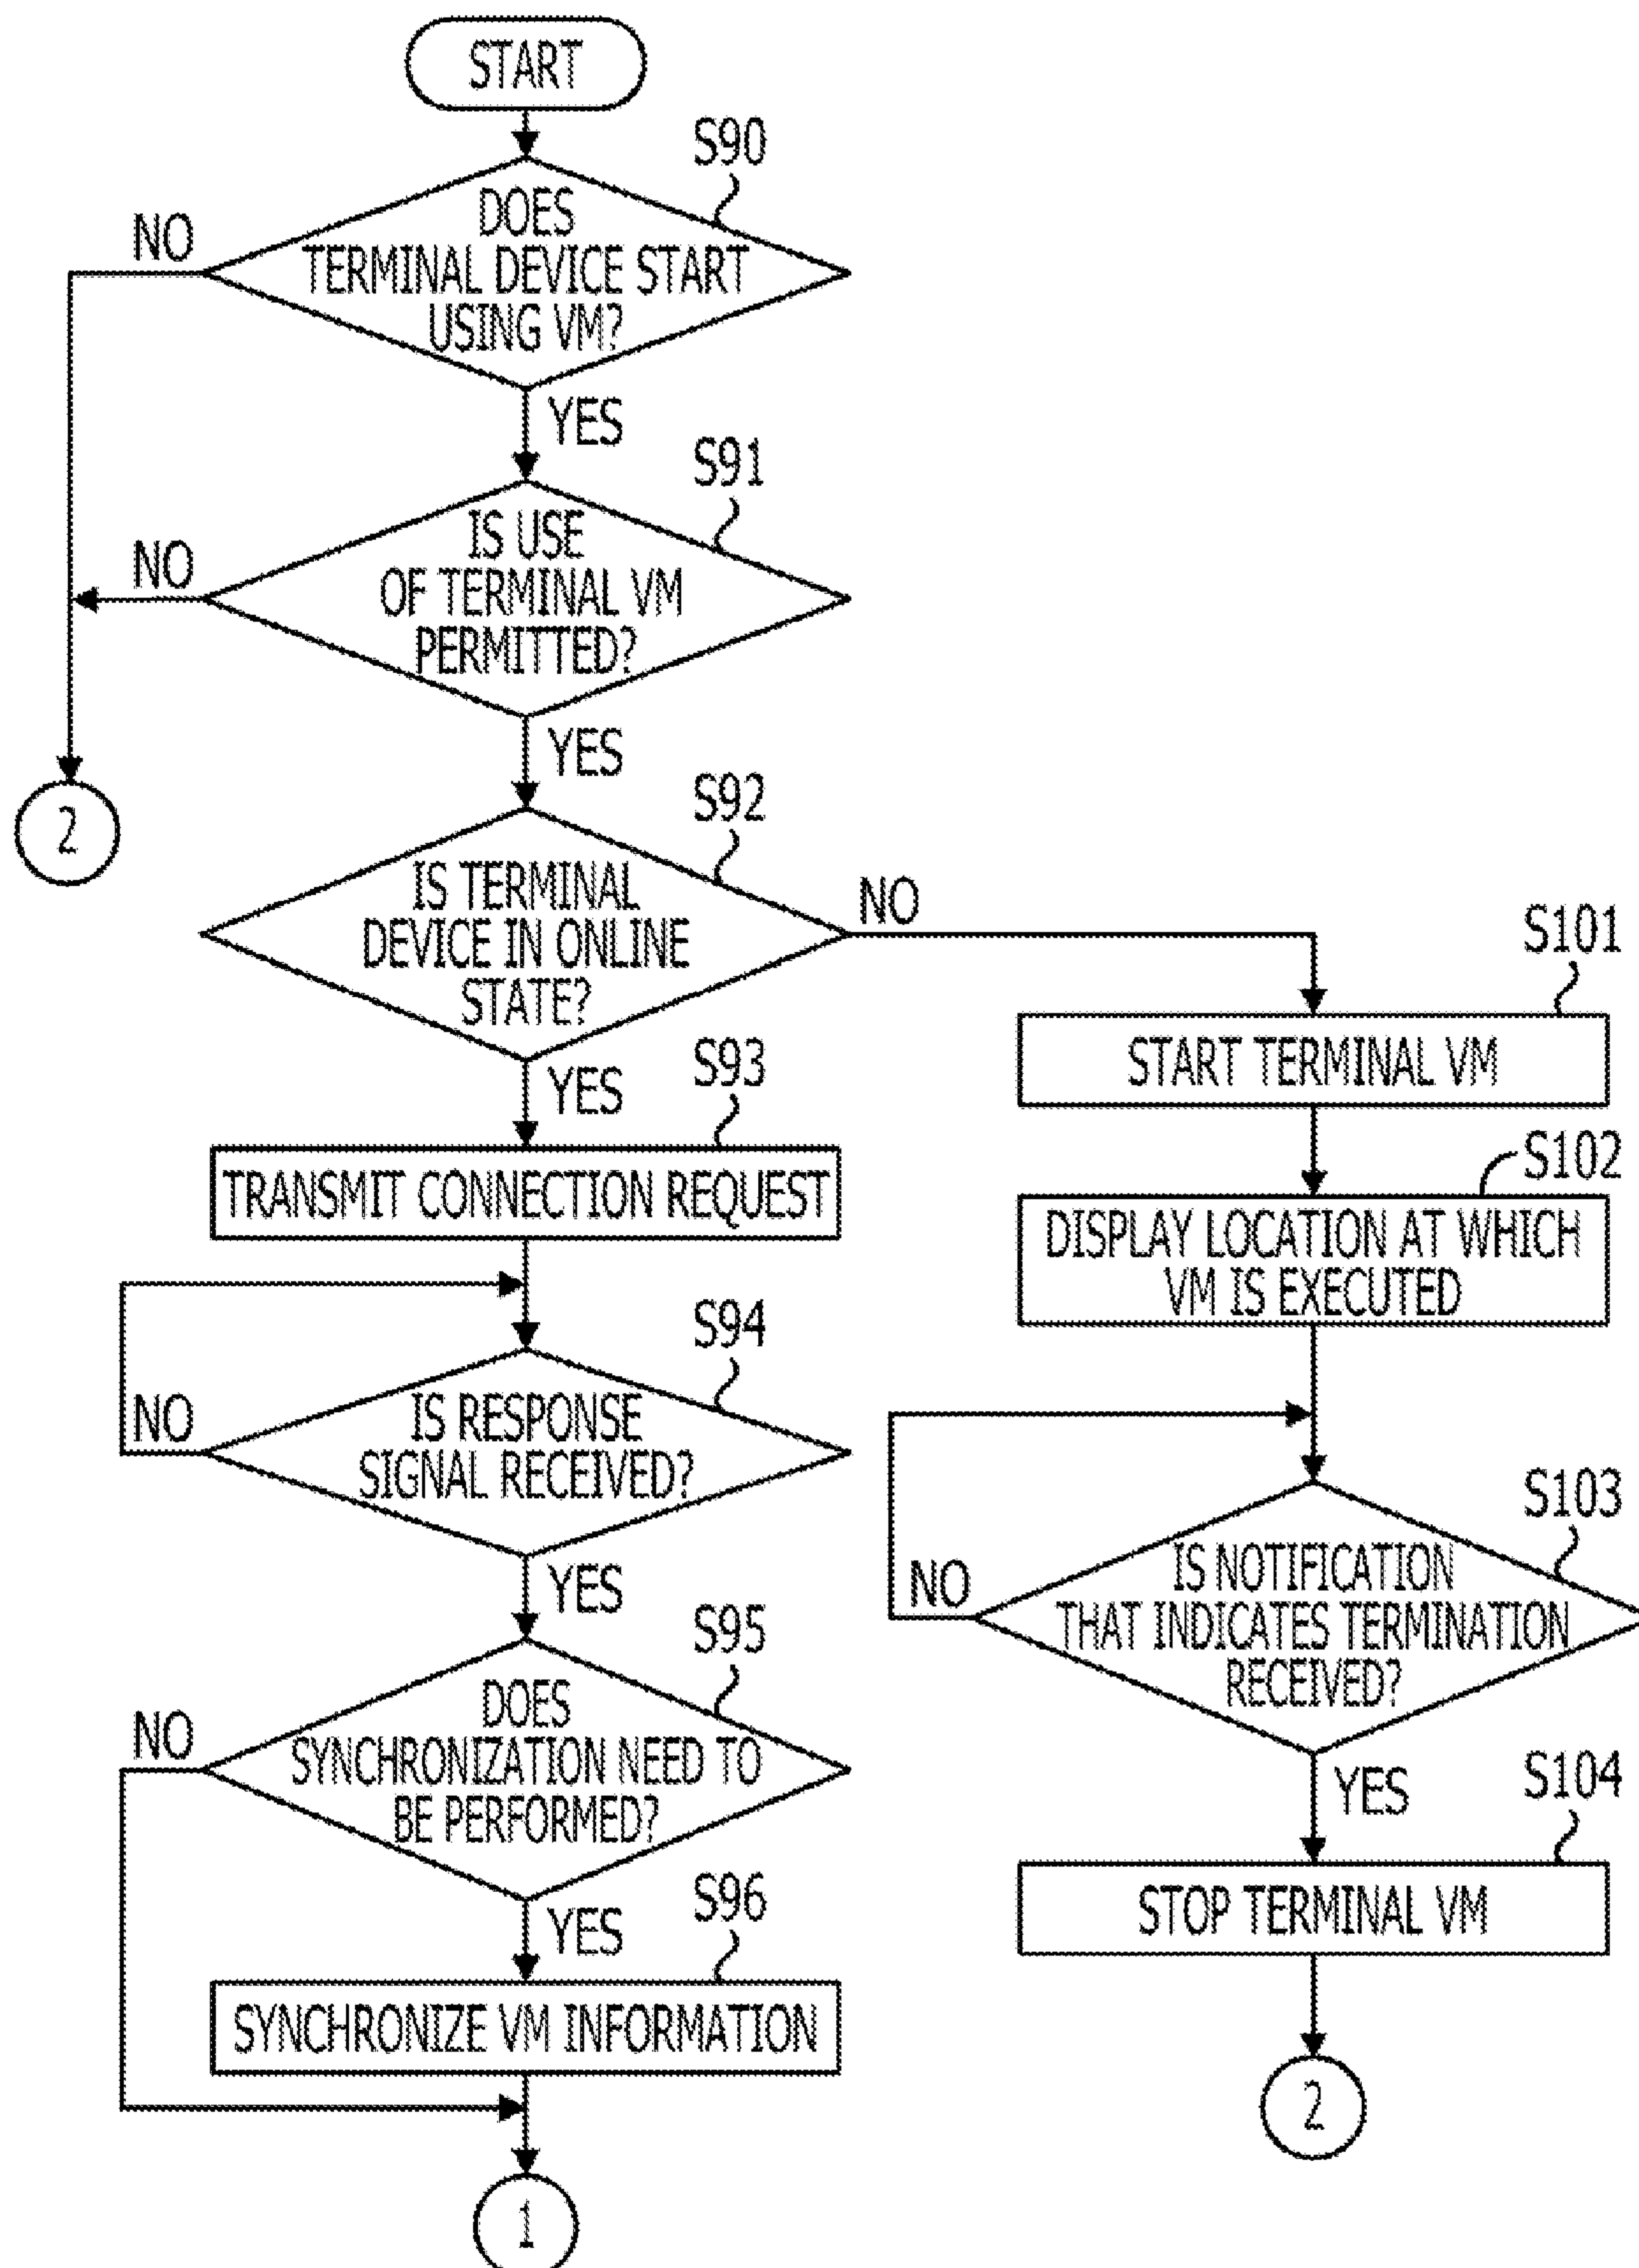 START
S90
DOES
TERMINAL DEVICE START
USING VM?
NO
YES
S91
IS USE
OF TERMINAL VM
PERMITTED?
NO
YES
2
S92
IS TERMINAL
DEVICE IN ONLINE
STATE?
NO
YES
S93
TRANSMIT CONNECTION REQUEST
S94
IS RESPONSE
SIGNAL RECEIVED?
NO
YES
S95
DOES
SYNCHRONIZATION NEED TO
BE PERFORMED?
NO
YES
S96
SYNCHRONIZE VM INFORMATION
1
S101
START TERMINAL VM
S102
DISPLAY LOCATION AT WHICH
VM IS EXECUTED
S103
IS NOTIFICATION
THAT INDICATES TERMINATION
RECEIVED?
NO
YES
S104
STOP TERMINAL VM
2